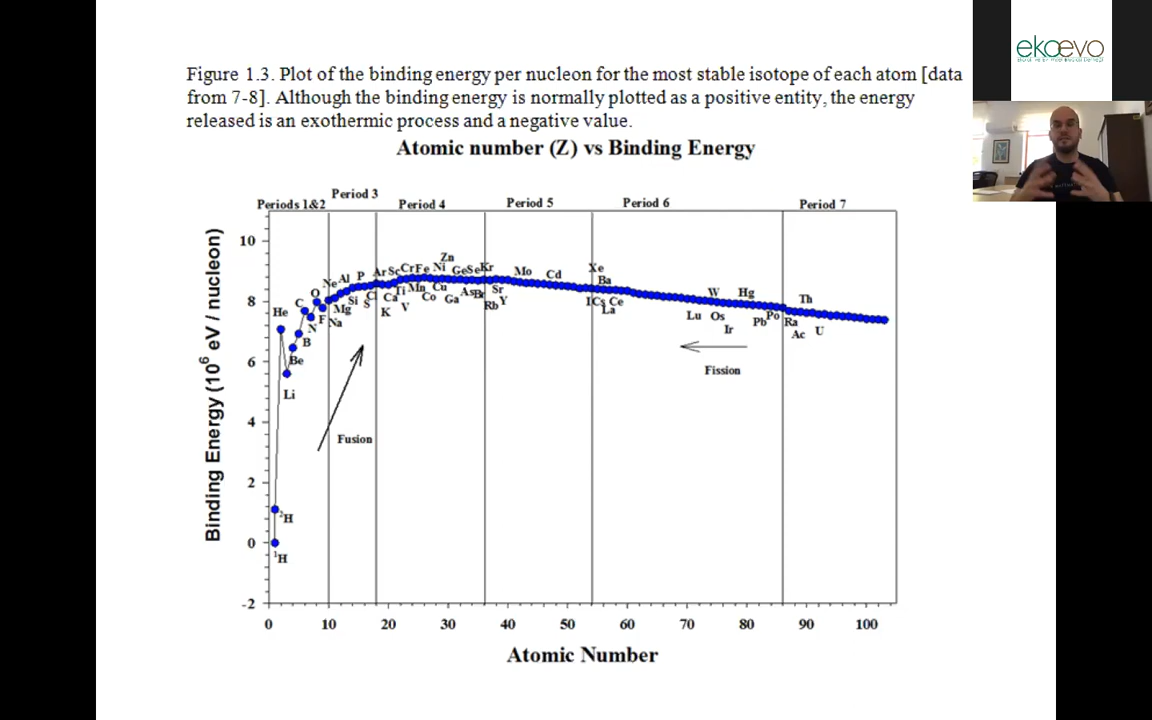 Figure 1.3. Plot of the binding energy per nucleon for the most stable isotope of each atom [data
from 7-8]. Although the binding energy is normally plotted as a positive entity, the energy
released is an exothermic process and a negative value.
ekoevo
Atomic number (Z) vs Binding Energy
Periods 1&2 Period 3 Period 4 Period 5 Period 6 Period 7
Binding Energy (10⁶ eV / nucleon)
10
8
6
4
2
0
-2
Zn
Ne Al P Ar Sc Cr Fe Ni Ge Se Kr Mo Cd Xe
Ba
He C O Si S Cl Ca Ti Mn Cu As Br Sr W Hg Th
N F Mg K V Co Ga Rb Y I Cs Ce
B Na La Lu Os Pb Po Ra U
Be Ir Ac
Li
Fission
Fusion
²H
¹H
0 10 20 30 40 50 60 70 80 90 100
Atomic Number